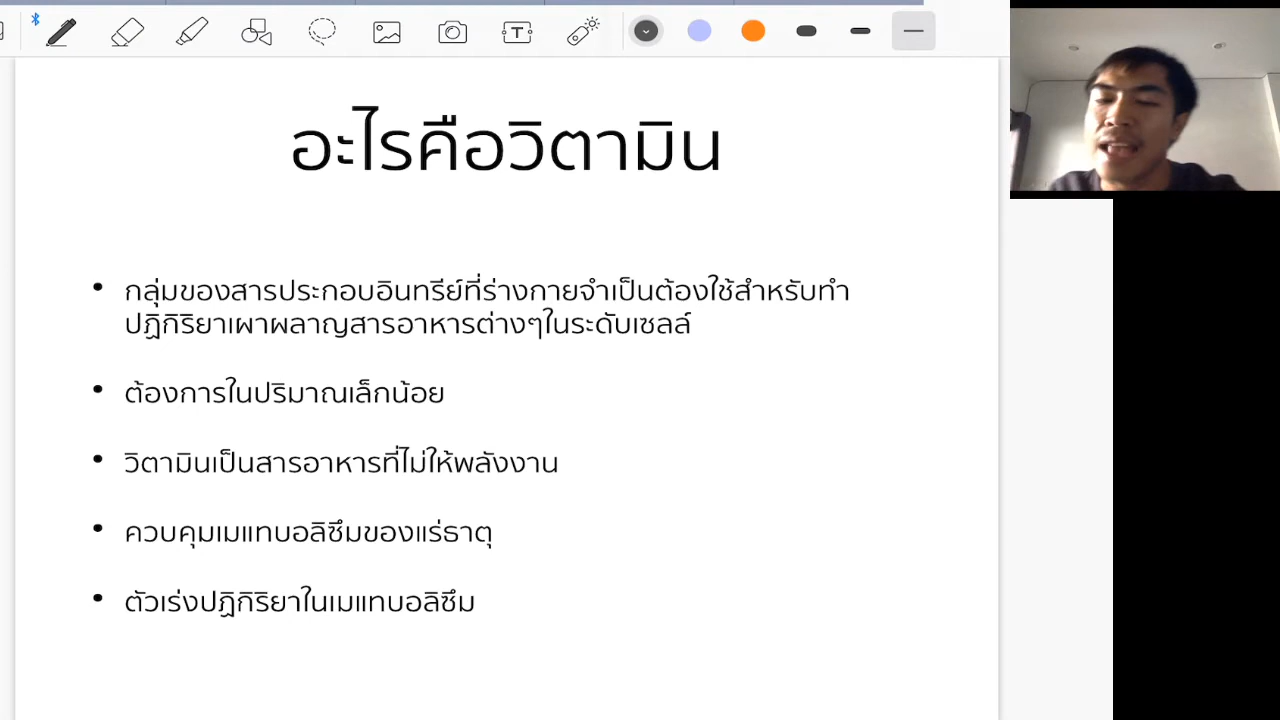 อะไรคือวิตามิน
• กลุ่มของสารประกอบอินทรีย์ที่ร่างกายจำเป็นต้องใช้สำหรับทำ
ปฏิกิริยาเผาผลาญสารอาหารต่างๆในระดับเซลล์
• ต้องการในปริมาณเล็กน้อย
• วิตามินเป็นสารอาหารที่ไม่ให้พลังงาน
• ควบคุมเมแทบอลิซึมของแร่ธาตุ
• ตัวเร่งปฏิกิริยาในเมแทบอลิซึม